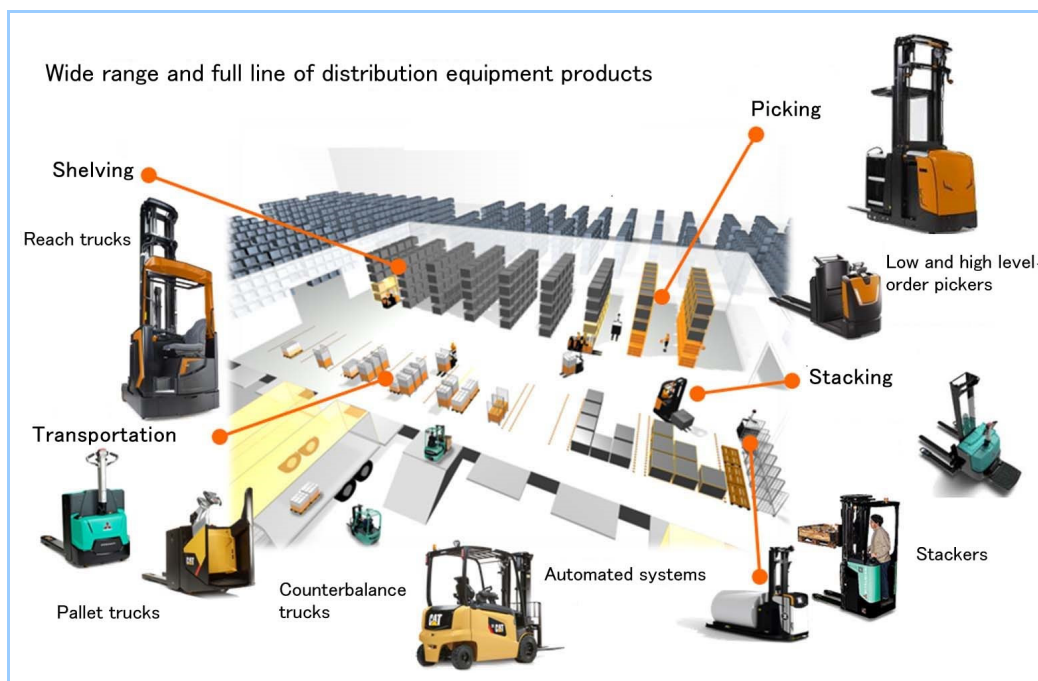 Wide range and full line of distribution equipment products
Picking
Shelving
Reach trucks
Low and high level
order pickers
Stacking
Transportation
Stackers
Automated systems
Counterbalance
trucks
Pallet trucks
CAT
CAT